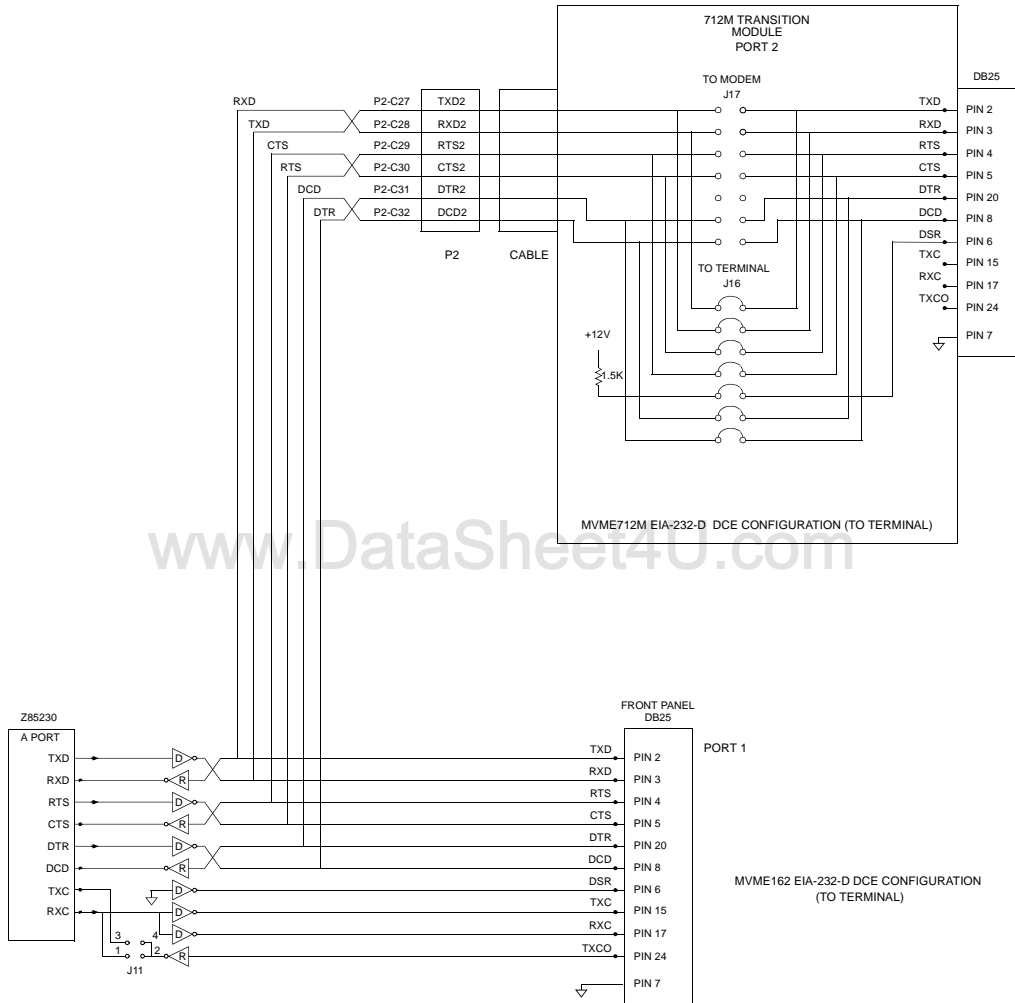 712M TRANSITION
MODULE
PORT 2
DB25
TO MODEM
J17
RXD
P2-C27
TXD2
TXD
PIN 2
TXD
P2-C28
RXD2
RXD
PIN 3
CTS
P2-C29
RTS2
RTS
PIN 4
RTS
P2-C30
CTS2
CTS
PIN 5
DCD
P2-C31
DTR2
DTR
PIN 20
DTR
P2-C32
DCD2
DCD
PIN 8
DSR
PIN 6
P2
CABLE
TXC
PIN 15
TO TERMINAL
J16
RXC
PIN 17
TXCO
PIN 24
+12V
PIN 7
1.5K
MVME712M EIA-232-D DCE CONFIGURATION (TO TERMINAL)
www.DataSheet4U.com
Z85230
A PORT
FRONT PANEL
DB25
PORT 1
TXD
D
TXD
PIN 2
RXD
R
RXD
PIN 3
RTS
D
RTS
PIN 4
CTS
R
CTS
PIN 5
DTR
D
DTR
PIN 20
DCD
R
DCD
PIN 8
TXC
D
DSR
PIN 6
RXC
D
TXC
PIN 15
D
RXC
PIN 17
3
4
1
2
R
TXCO
PIN 24
J11
PIN 7
MVME162 EIA-232-D DCE CONFIGURATION
(TO TERMINAL)